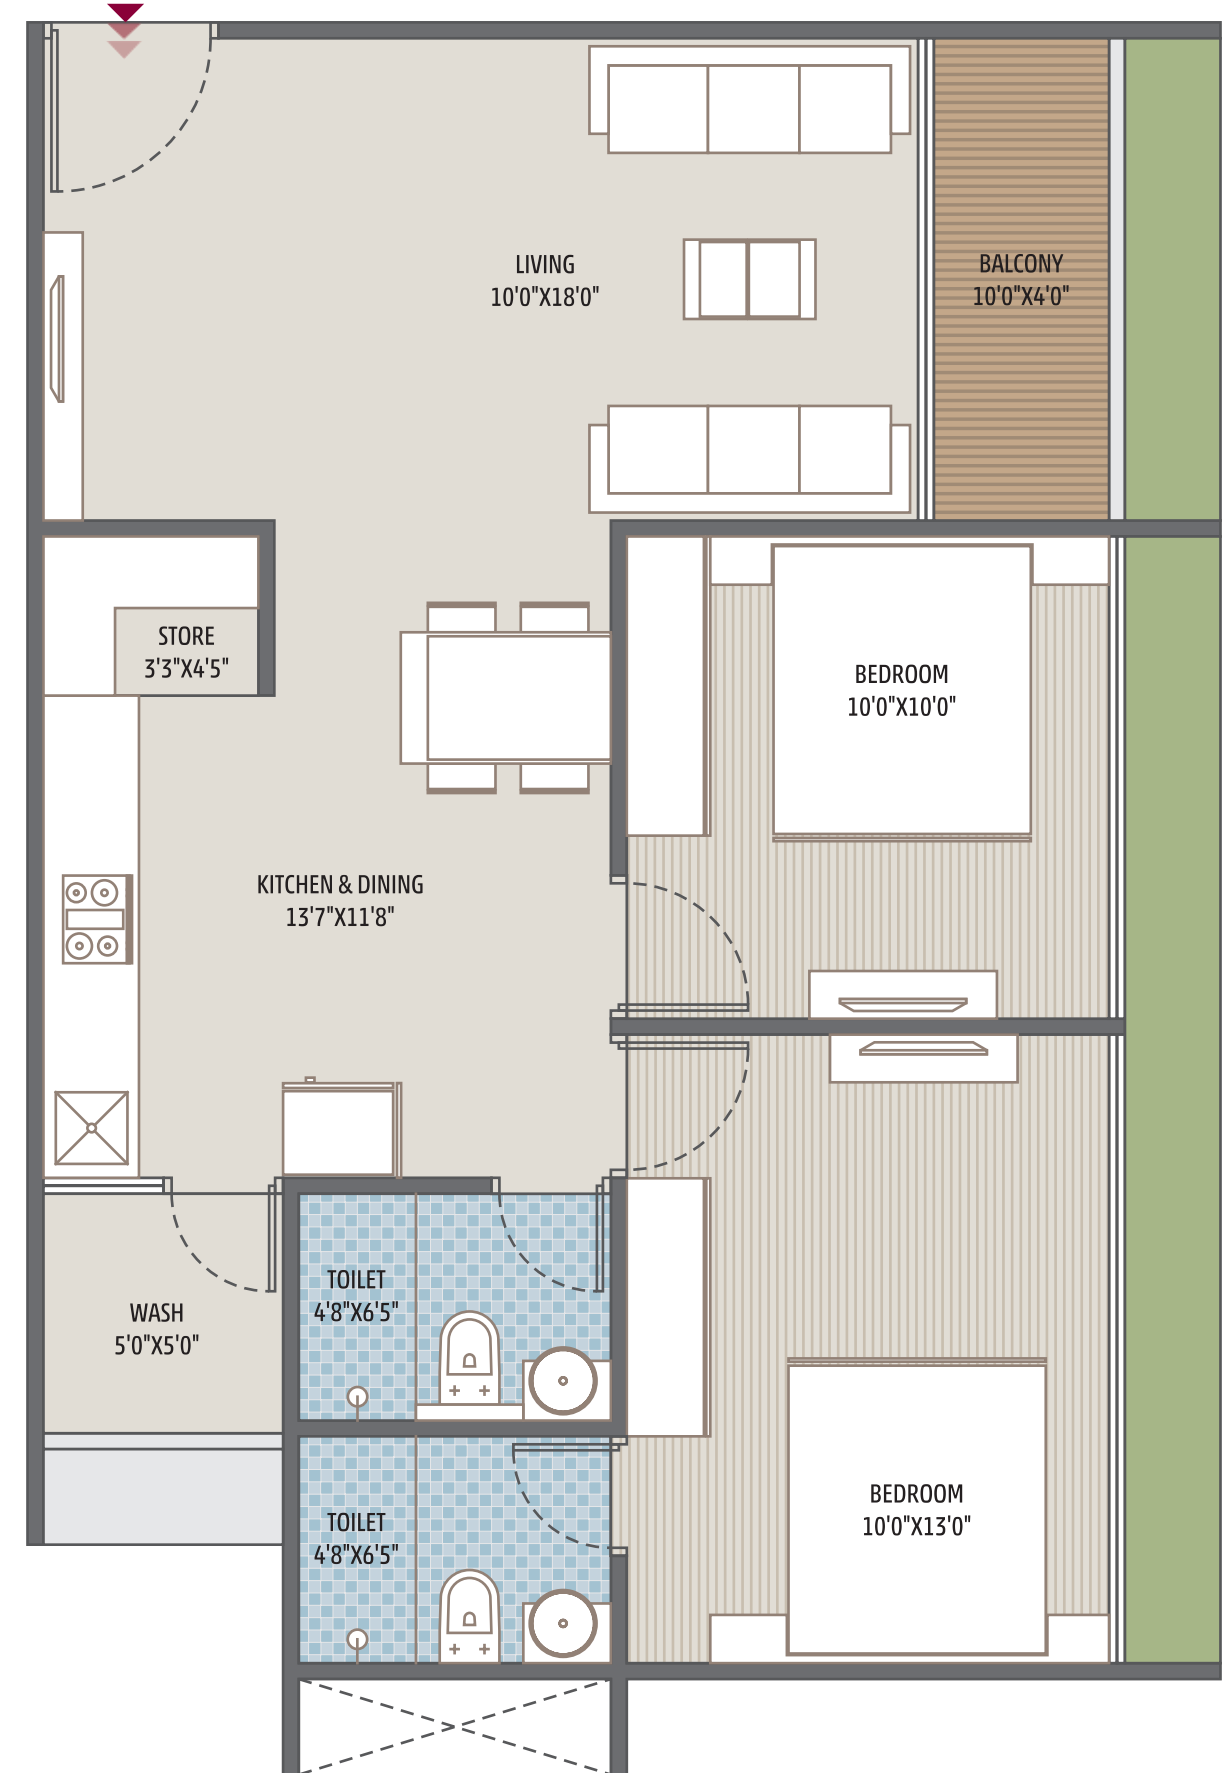 LIVING
10'0"X18'0"
BALCONY
10'0"X4'0"
STORE
3'3"X4'5"
BEDROOM
10'0"X10'0"
KITCHEN & DINING
13'7"X11'8"
TOILET
4'8"X6'5"
WASH
5'0"X5'0"
BEDROOM
10'0"X13'0"
TOILET
4'8"X6'5"